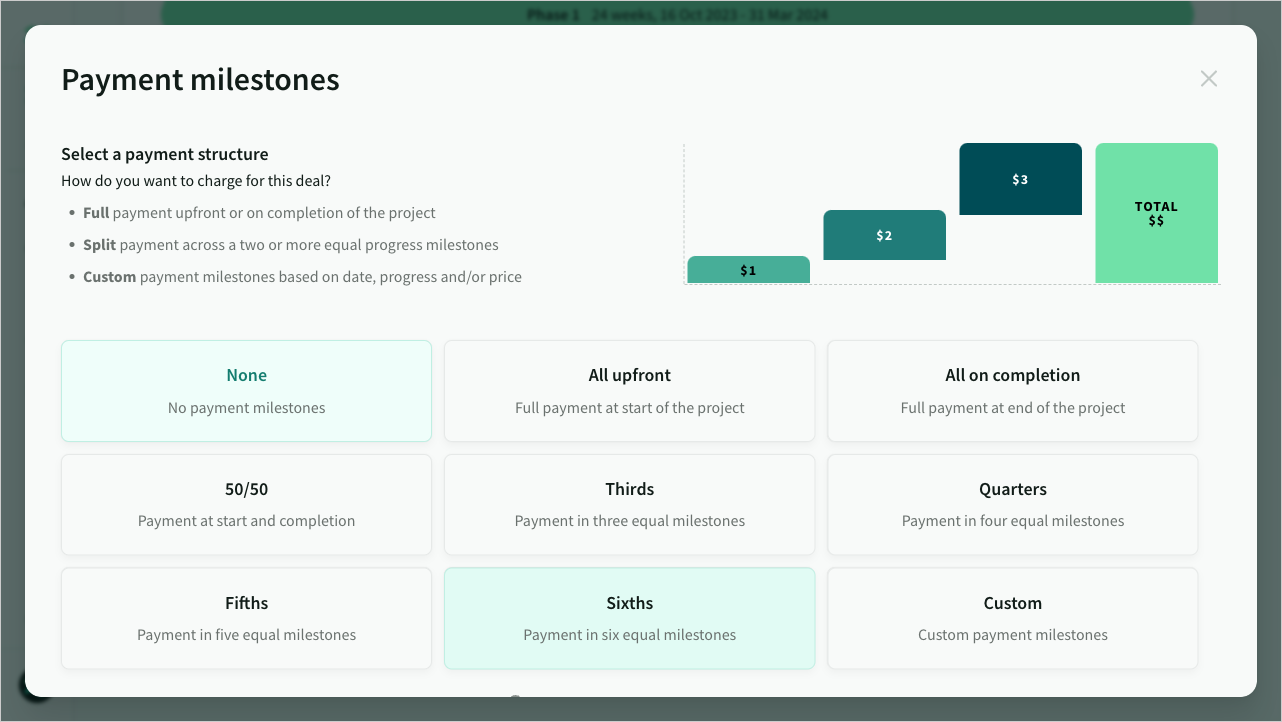 Phase 1 24 weeks, 16 Oct 2023 - 31 Mar 2024
Payment milestones
Select a payment structure
How do you want to charge for this deal?
• Full payment upfront or on completion of the project
• Split payment across a two or more equal progress milestones
• Custom payment milestones based on date, progress and/or price
$1
$2
$3
TOTAL
$$
None
No payment milestones
All upfront
Full payment at start of the project
All on completion
Full payment at end of the project
50/50
Payment at start and completion
Thirds
Payment in three equal milestones
Quarters
Payment in four equal milestones
Fifths
Payment in five equal milestones
Sixths
Payment in six equal milestones
Custom
Custom payment milestones